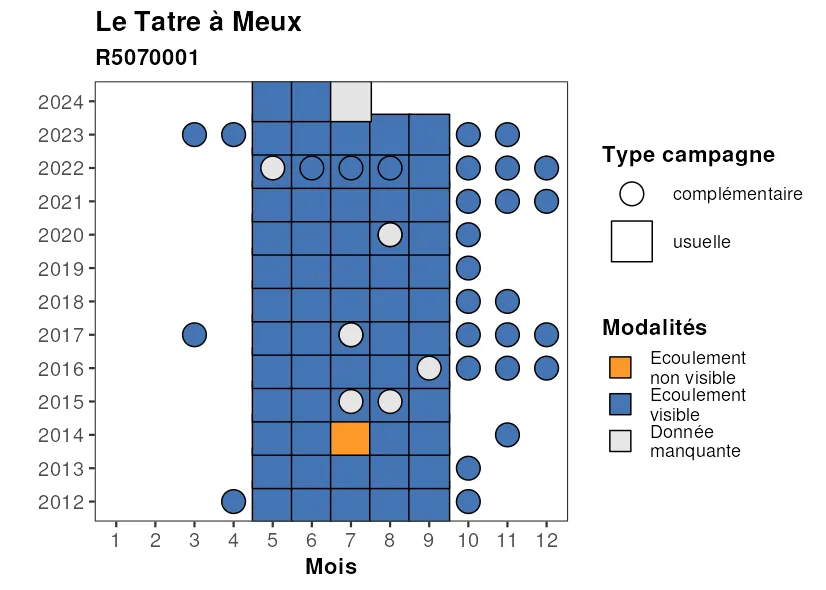 Le Tatre à Meux
R5070001
2024
2023
2022
2021
2020
2019
2018
2017
2016
2015
2014
2013
2012
1 2 3 4 5 6 7 8 9 10 11 12
Mois
Type campagne
complémentaire
usuelle
Modalités
Ecoulement
non visible
Ecoulement
visible
Donnée
manquante